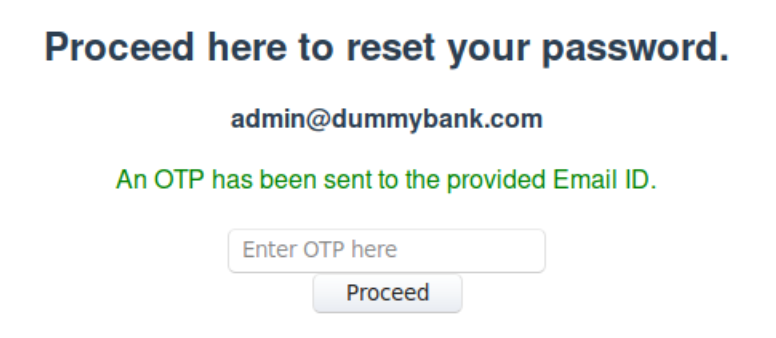 Proceed here to reset your password.
admin@dummybank.com
An OTP has been sent to the provided Email ID.
Enter OTP here
Proceed